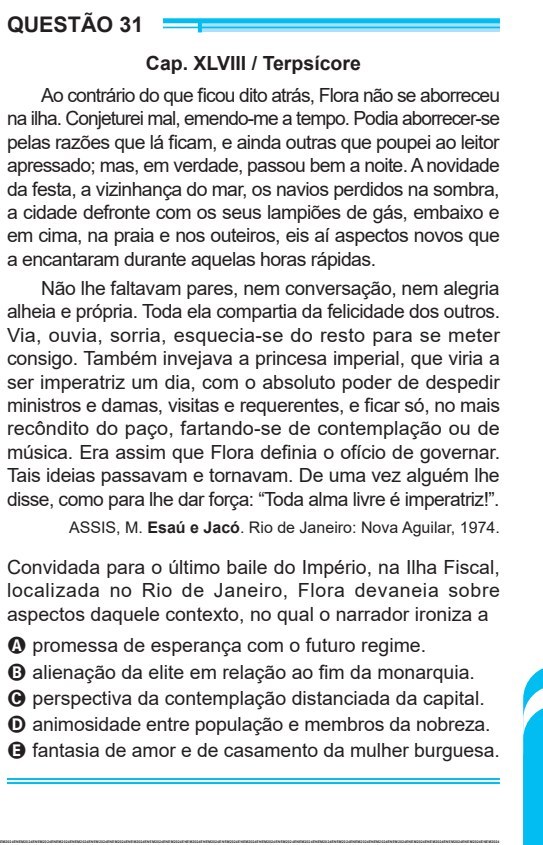 QUESTÃO 31
Cap. XLVIII / Terpsícore
Ao contrário do que ficou dito atrás, Flora não se aborreceu
na ilha. Conjeturei mal, emendo-me a tempo. Podia aborrecer-se
pelas razões que lá ficam, e ainda outras que poupei ao leitor
apressado; mas, em verdade, passou bem a noite. A novidade
da festa, a vizinhança do mar, os navios perdidos na sombra,
a cidade defronte com os seus lampiões de gás, embaixo e
em cima, na praia e nos outeiros, eis aí aspectos novos que
a encantaram durante aquelas horas rápidas.
Não lhe faltavam pares, nem conversação, nem alegria
alheia e própria. Toda ela compartia da felicidade dos outros.
Via, ouvia, sorria, esquecia-se do resto para se meter
consigo. Também invejava a princesa imperial, que viria a
ser imperatriz um dia, com o absoluto poder de despedir
ministros e damas, visitas e requerentes, e ficar só, no mais
recôndito do paço, fartando-se de contemplação ou de
música. Era assim que Flora definia o ofício de governar.
Tais ideias passavam e tornavam. De uma vez alguém lhe
disse, como para lhe dar força: “Toda alma livre é imperatriz!”.
ASSIS, M. Esaú e Jacó. Rio de Janeiro: Nova Aguilar, 1974.
Convidada para o último baile do Império, na Ilha Fiscal,
localizada no Rio de Janeiro, Flora devaneia sobre
aspectos daquele contexto, no qual o narrador ironiza a
A promessa de esperança com o futuro regime.
B alienação da elite em relação ao fim da monarquia.
C perspectiva da contemplação distanciada da capital.
D animosidade entre população e membros da nobreza.
E fantasia de amor e de casamento da mulher burguesa.